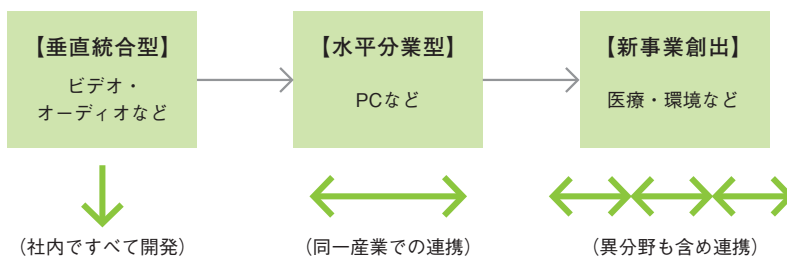 【垂直統合型】
ビデオ・
オーディオなど
【水平分業型】
PCなど
【新事業創出】
医療・環境など
（社内ですべて開発）
（同一産業での連携）
（異分野も含め連携）